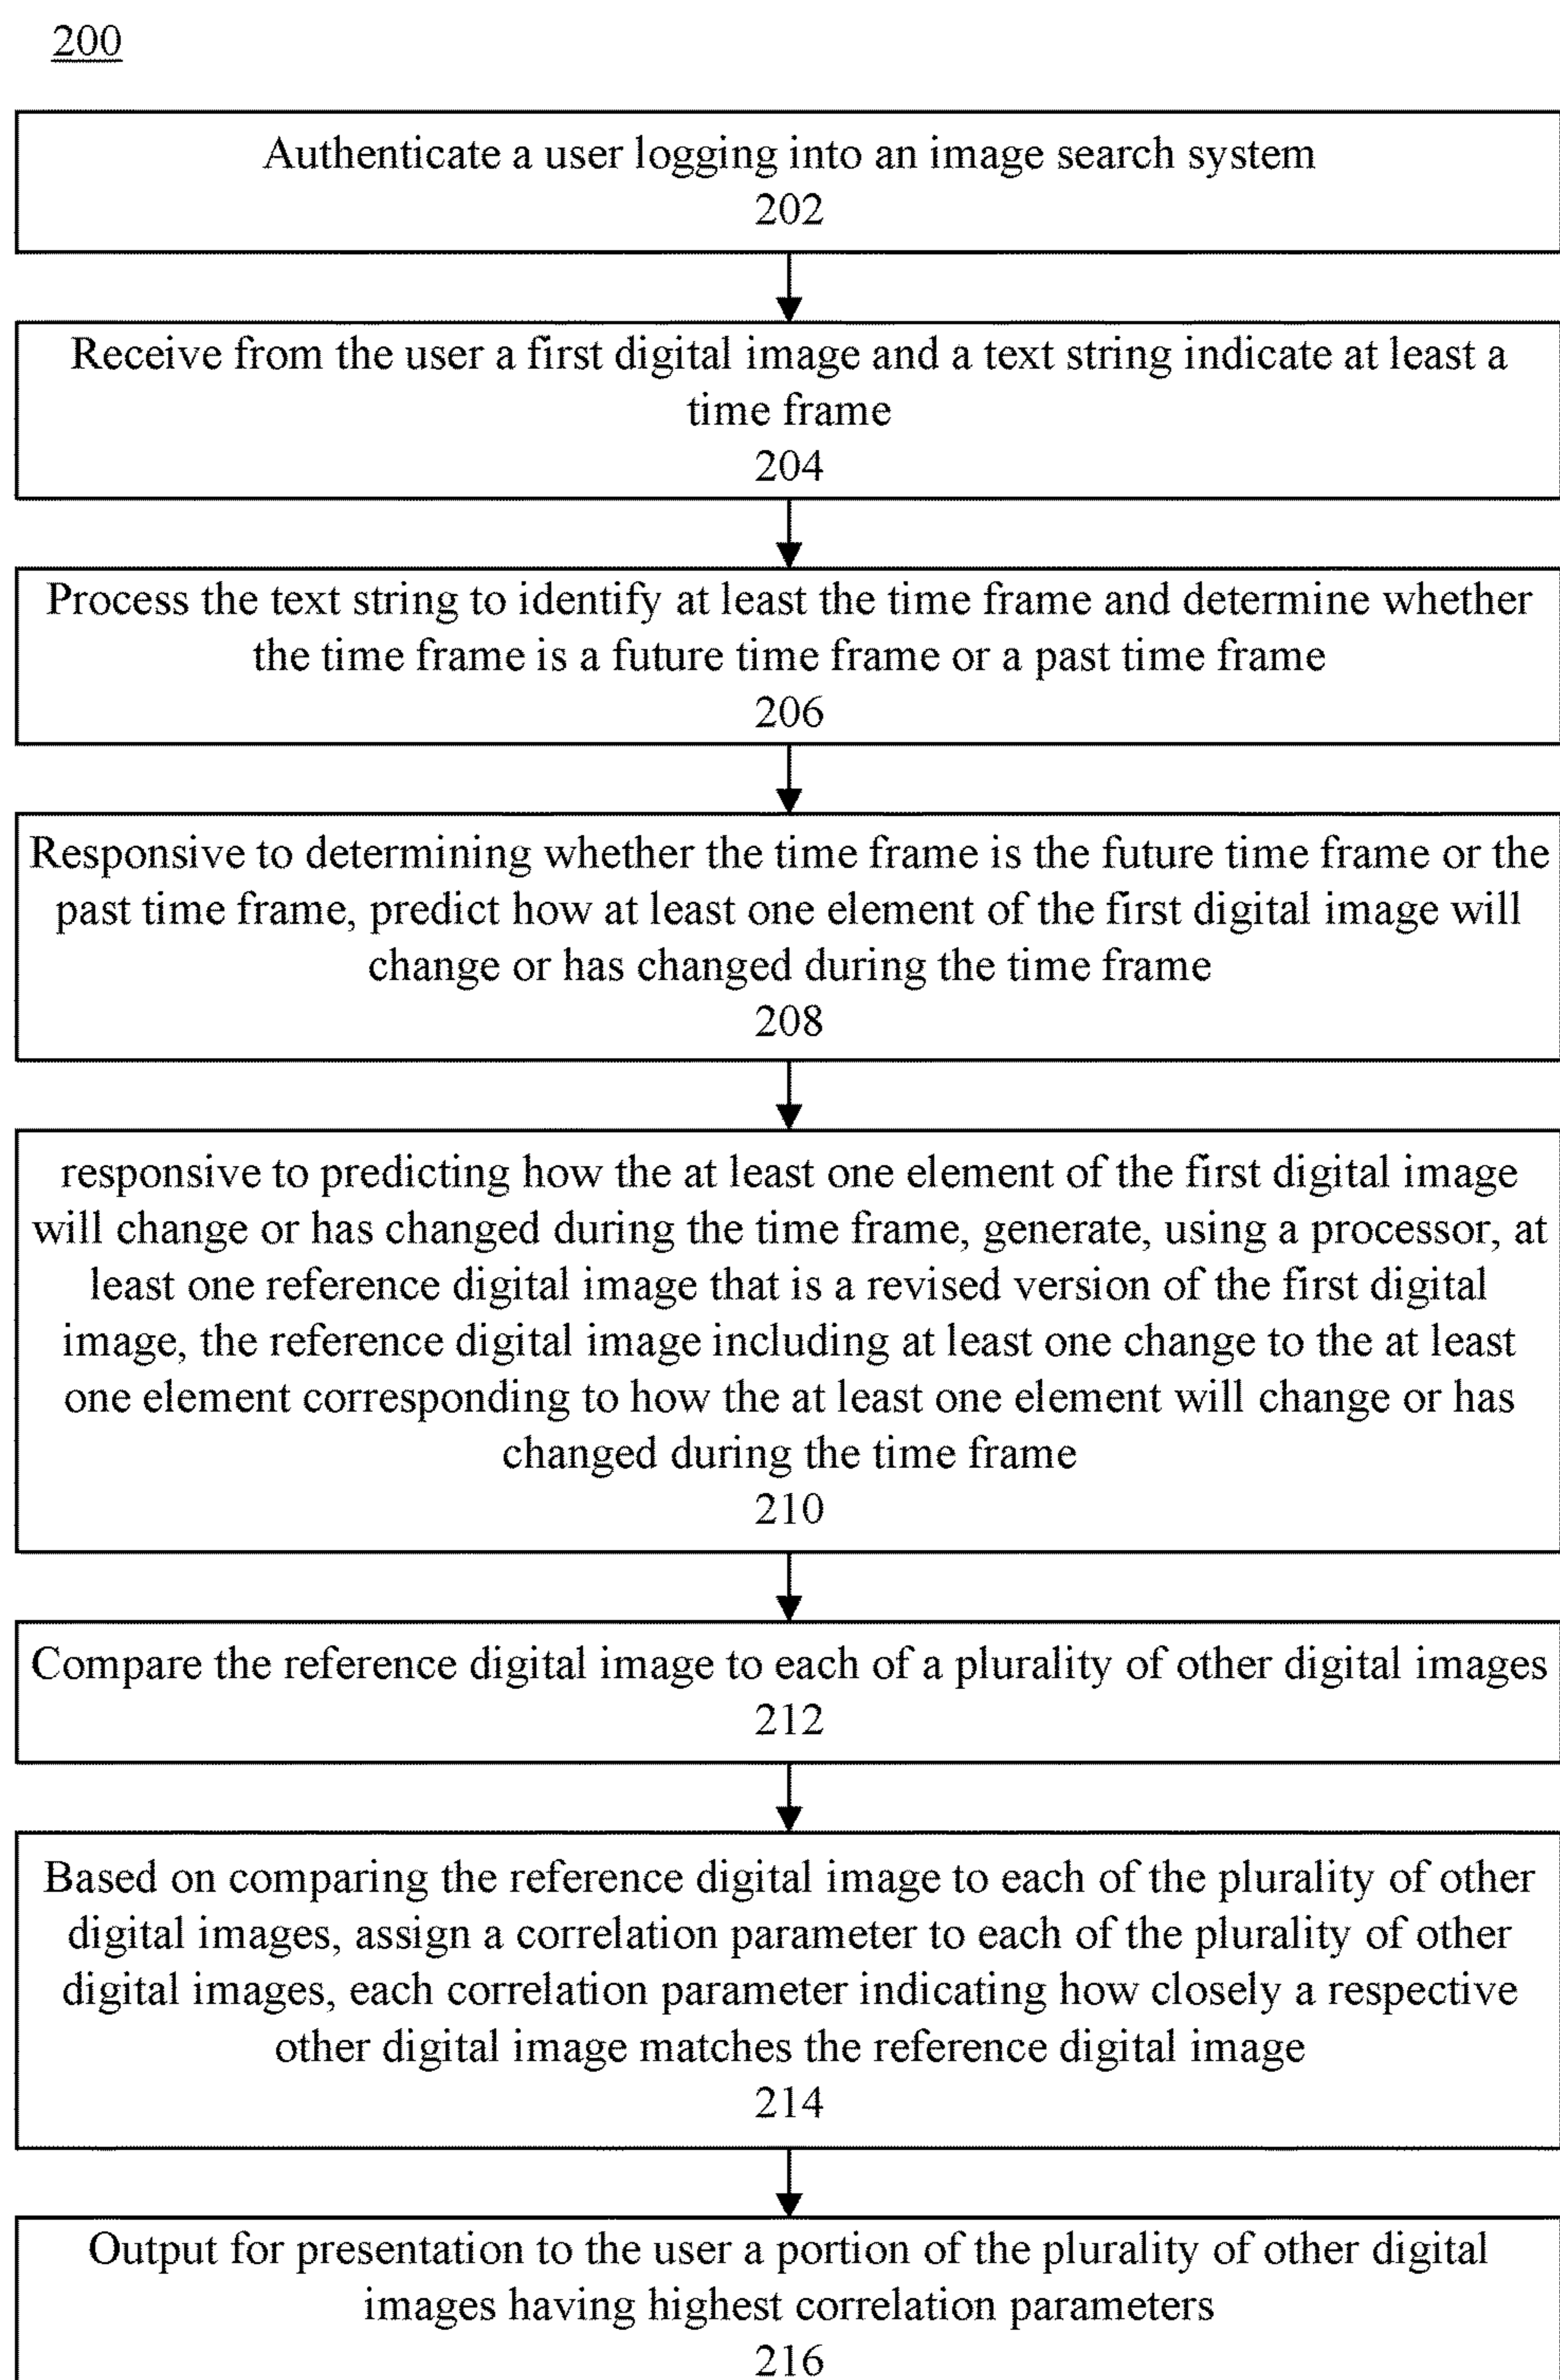 200
Authenticate a user logging into an image search system
202
Receive from the user a first digital image and a text string indicate at least a
time frame
204
Process the text string to identify at least the time frame and determine whether
the time frame is a future time frame or a past time frame
206
Responsive to determining whether the time frame is the future time frame or the
past time frame, predict how at least one element of the first digital image will
change or has changed during the time frame
208
responsive to predicting how the at least one element of the first digital image
will change or has changed during the time frame, generate, using a processor, at
least one reference digital image that is a revised version of the first digital
image, the reference digital image including at least one change to the at least
one element corresponding to how the at least one element will change or has
changed during the time frame
210
Compare the reference digital image to each of a plurality of other digital images
212
Based on comparing the reference digital image to each of the plurality of other
digital images, assign a correlation parameter to each of the plurality of other
digital images, each correlation parameter indicating how closely a respective
other digital image matches the reference digital image
214
Output for presentation to the user a portion of the plurality of other digital
images having highest correlation parameters
216